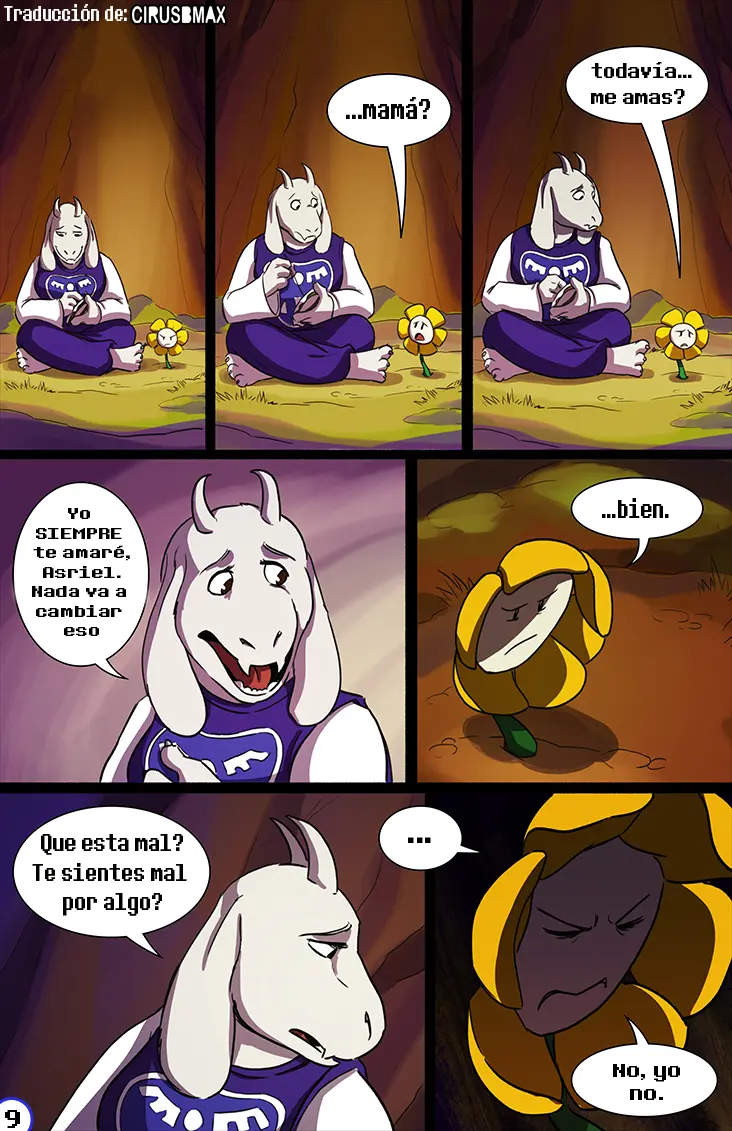 Traducción de: CIRUSBMAX
...mamá?
todavía...
me amas?
Yo
SIEMPRE
te amaré,
Asriel.
Nada va a
cambiar
eso
...bien.
Que esta mal?
Te sientes mal
por algo?
...
No, yo
no.
9